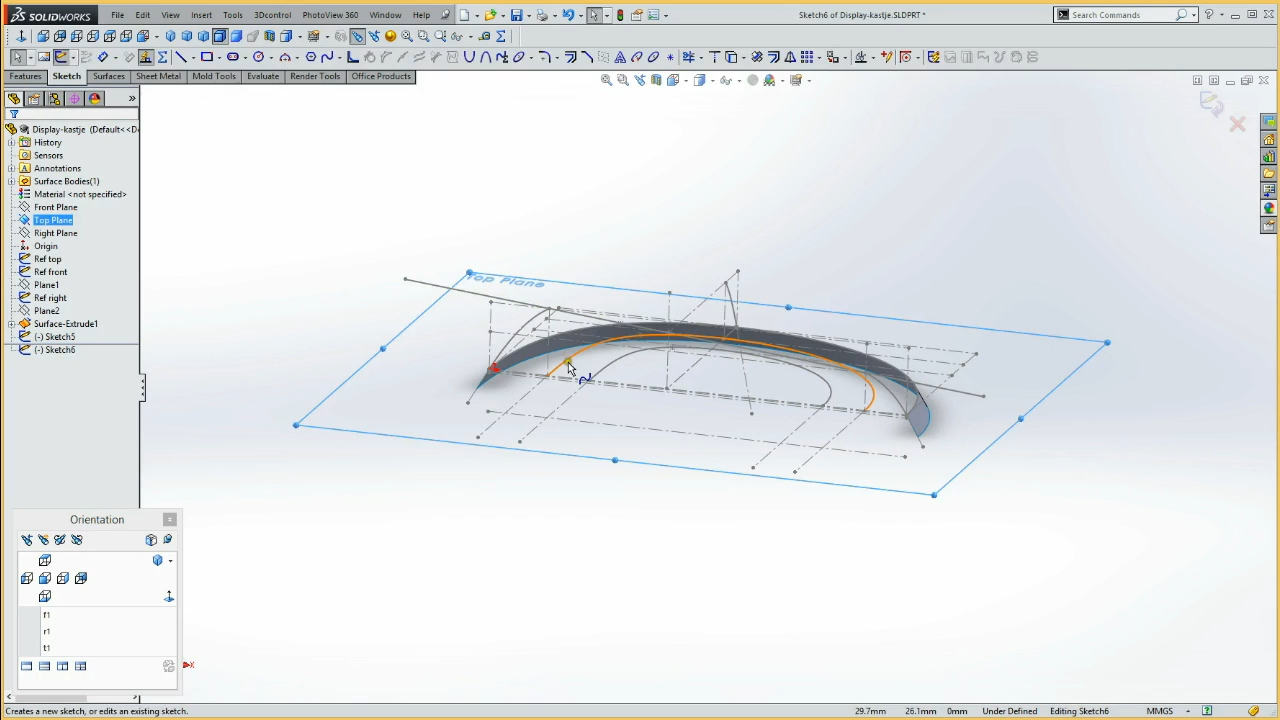 SOLIDWORKS File Edit View Insert Tools 3Dcontrol PhotoView 360 Window Help Sketch6 of Display-kastje.SLDPRT * Search Commands
Features Sketch Surfaces Sheet Metal Mold Tools Evaluate Render Tools Office Products
Display-kastje (Default<<D
History
Sensors
Annotations
Surface Bodies(1)
Material <not specified>
Front Plane
Top Plane
Right Plane
Origin
Ref top
Ref front
Plane1
Ref right
Plane2
Surface-Extrude1
(-) Sketch5
(-) Sketch6
Top Plane
Orientation
f1
r1
t1
Creates a new sketch, or edits an existing sketch. 29.7mm 26.1mm 0mm Under Defined Editing Sketch6 MMGS